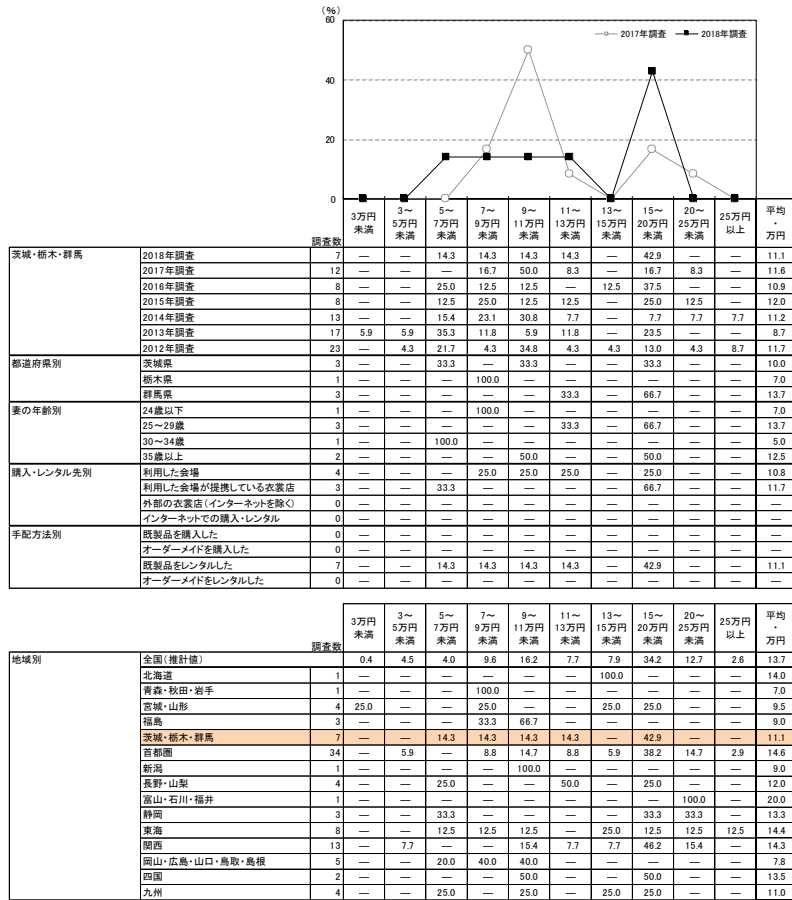 (%)
60
40
20
0
2017年調査 2018年調査
調査数 3万円未満 3～5万円未満 5～7万円未満 7～9万円未満 9～11万円未満 11～13万円未満 13～15万円未満 15～20万円未満 20～25万円未満 25万円以上 平均・万円
茨城・栃木・群馬 2018年調査 7 — — 14.3 14.3 14.3 14.3 — 42.9 — — 11.1
2017年調査 12 — — — 16.7 50.0 8.3 — 16.7 8.3 — 11.6
2016年調査 8 — — 25.0 12.5 12.5 — 12.5 37.5 — — 10.9
2015年調査 8 — — 12.5 25.0 12.5 12.5 — 25.0 12.5 — 12.0
2014年調査 13 — — 15.4 23.1 30.8 7.7 — 7.7 7.7 7.7 11.2
2013年調査 17 5.9 5.9 35.3 11.8 5.9 11.8 — 23.5 — — 8.7
2012年調査 23 — 4.3 21.7 4.3 34.8 4.3 4.3 13.0 4.3 8.7 11.7
都道府県別 茨城県 3 — — 33.3 — 33.3 — — 33.3 — — 10.0
栃木県 1 — — — 100.0 — — — — — — 7.0
群馬県 3 — — — — — 33.3 — 66.7 — — 13.7
妻の年齢別 24歳以下 1 — — — 100.0 — — — — — — 7.0
25～29歳 3 — — — — — 33.3 — 66.7 — — 13.7
30～34歳 1 — — 100.0 — — — — — — — 5.0
35歳以上 2 — — — — 50.0 — — 50.0 — — 12.5
購入・レンタル先別 利用した会場 4 — — — 25.0 25.0 25.0 — 25.0 — — 10.8
利用した会場が提携している衣裳店 3 — — 33.3 — — — — 66.7 — — 11.7
外部の衣裳店（インターネットを除く） 0 — — — — — — — — — — —
インターネットでの購入・レンタル 0 — — — — — — — — — — —
手配方法別 既製品を購入した 0 — — — — — — — — — — —
オーダーメイドを購入した 0 — — — — — — — — — — —
既製品をレンタルした 7 — — 14.3 14.3 14.3 14.3 — 42.9 — — 11.1
オーダーメイドをレンタルした 0 — — — — — — — — — — —
調査数 3万円未満 3～5万円未満 5～7万円未満 7～9万円未満 9～11万円未満 11～13万円未満 13～15万円未満 15～20万円未満 20～25万円未満 25万円以上 平均・万円
地域別 全国（推計値） 0.4 4.5 4.0 9.6 16.2 7.7 7.9 34.2 12.7 2.6 13.7
北海道 1 — — — — — — 100.0 — — — 14.0
青森・秋田・岩手 1 — — — 100.0 — — — — — — 7.0
宮城・山形 4 25.0 — — 25.0 — — 25.0 25.0 — — 9.5
福島 3 — — — 33.3 66.7 — — — — — 9.0
茨城・栃木・群馬 7 — — 14.3 14.3 14.3 14.3 — 42.9 — — 11.1
首都圏 34 — 5.9 — 8.8 14.7 8.8 5.9 38.2 14.7 2.9 14.6
新潟 1 — — — — 100.0 — — — — — 9.0
長野・山梨 4 — — 25.0 — — 50.0 — 25.0 — — 12.0
富山・石川・福井 1 — — — — — — — — 100.0 — 20.0
静岡 3 — — 33.3 — — — — 33.3 33.3 — 13.3
東海 8 — — 12.5 12.5 12.5 — 25.0 12.5 12.5 12.5 14.4
関西 13 — 7.7 — — 15.4 7.7 7.7 46.2 15.4 — 14.3
岡山・広島・山口・鳥取・島根 5 — — 20.0 40.0 40.0 — — — — — 7.8
四国 2 — — — — 50.0 — — 50.0 — — 13.5
九州 4 — — 25.0 — 25.0 — 25.0 25.0 — — 11.0